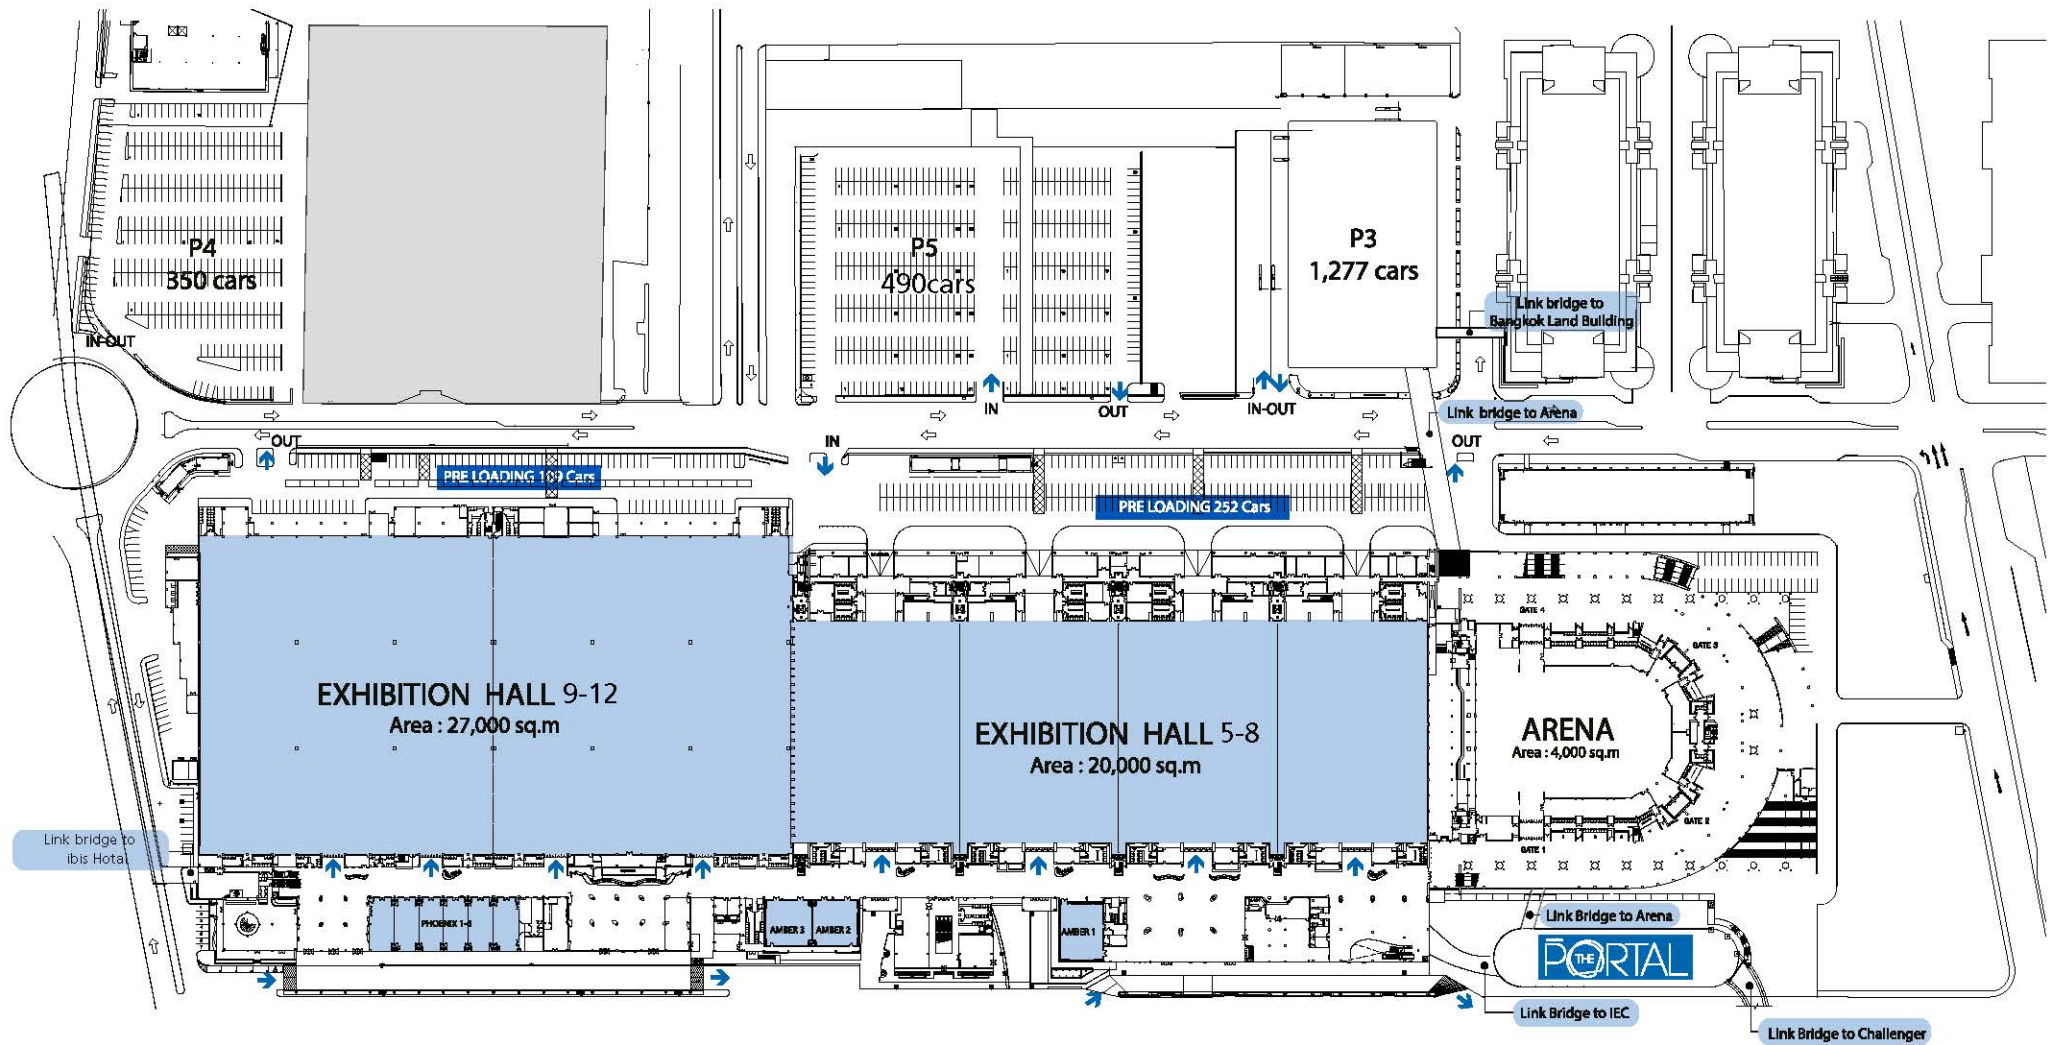 P4
350 cars
IN-OUT
P5
490cars
P3
1,277 cars
Link bridge to
Bangkok Land Building
IN
OUT
IN-OUT
Link bridge to Arena
OUT
IN
OUT
PRE LOADING Cars
PRE LOADING 252 Cars
EXHIBITION HALL 9-12
Area : 27,000 sq.m
EXHIBITION HALL 5-8
Area : 20,000 sq.m
GATE 4
GATE 3
ARENA
Area : 4,000 sq.m
GATE 2
GATE 1
Link bridge to
ibis Hotal
PHOENIX 1-6
AMBER 3
AMBER 2
AMBER 1
Link Bridge to Arena
THE PORTAL
Link Bridge to IEC
Link Bridge to Challenger